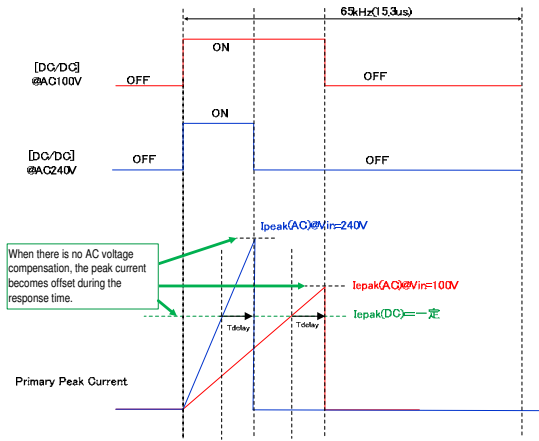 65kHz(15.3us)
ON
[DC/DC]
@AC100V
OFF
OFF
ON
[DC/DC]
@AC240V
OFF
OFF
Ipeak(AC)@Vin=240V
When there is no AC voltage
compensation, the peak current
becomes offset during the
response time.
Iepak(AC)@Vin=100V
Iepak(DC)=一定
Tdelay
Tdelay
Primary Peak Current